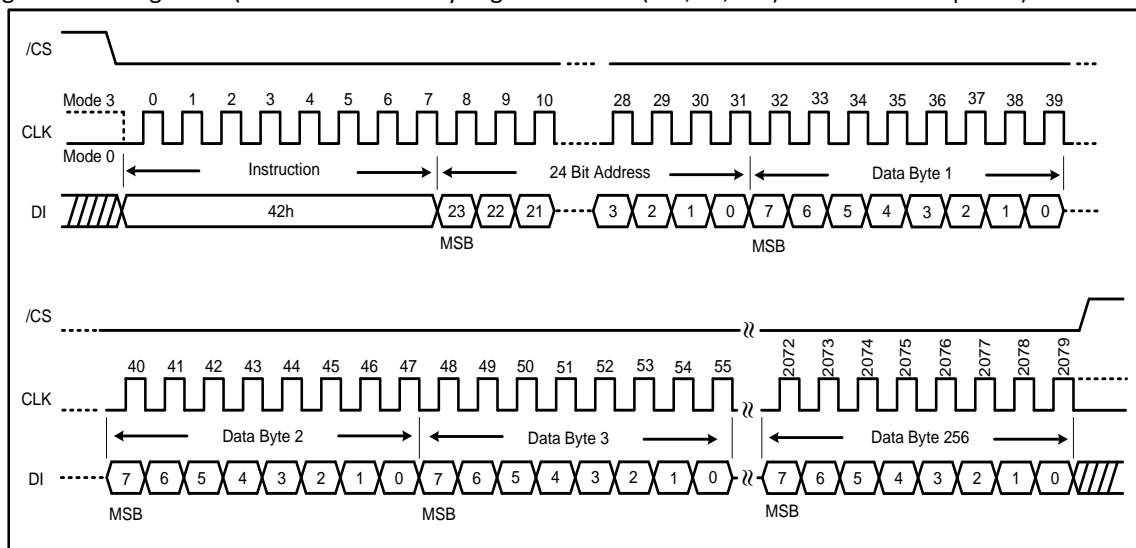 /CS
Mode 3 0 1 2 3 4 5 6 7 8 9 10 28 29 30 31 32 33 34 35 36 37 38 39
CLK
Mode 0
Instruction 24 Bit Address Data Byte 1
DI 42h 23 22 21 3 2 1 0 7 6 5 4 3 2 1 0
MSB MSB
/CS
40 41 42 43 44 45 46 47 48 49 50 51 52 53 54 55 2072 2073 2074 2075 2076 2077 2078 2079
CLK
Data Byte 2 Data Byte 3 Data Byte 256
DI 7 6 5 4 3 2 1 0 7 6 5 4 3 2 1 0 7 6 5 4 3 2 1 0
MSB MSB MSB